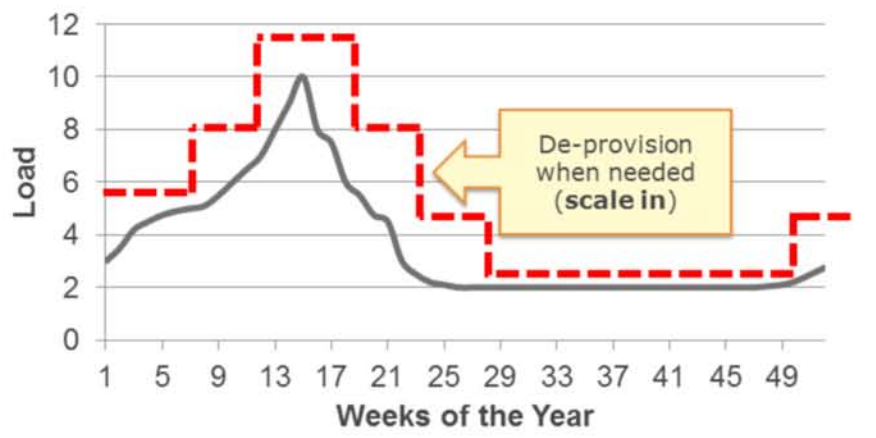 12
10
8
6
4
2
0
Load
De-provision
when needed
(scale in)
1 5 9 13 17 21 25 29 33 37 41 45 49
Weeks of the Year